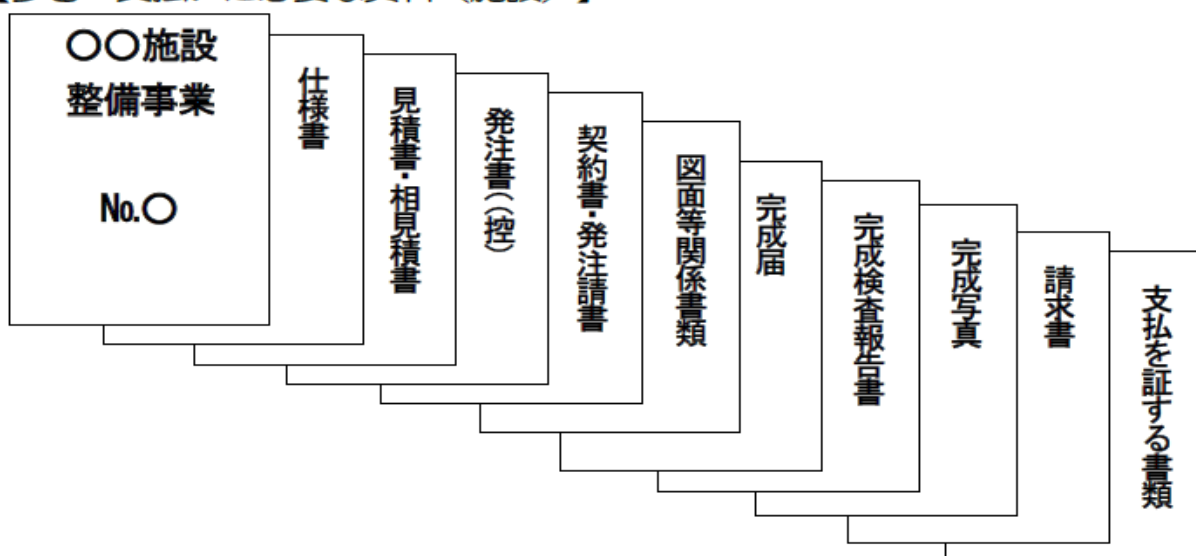 〇〇施設
整備事業
No.〇
仕様書
見積書・相見積書
発注書((控)
契約書・発注請書
図面等関係書類
完成届
完成検査報告書
完成写真
請求書
支払を証する書類